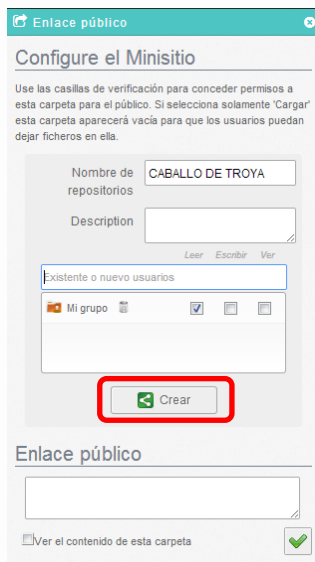 Enlace público
Configure el Minisitio
Use las casillas de verificación para conceder permisos a
esta carpeta para el público. Si selecciona solamente 'Cargar'
esta carpeta aparecerá vacía para que los usuarios puedan
dejar ficheros en ella.
Nombre de
repositorios
CABALLO DE TROYA
Description
Leer Escribir Ver
Existente o nuevo usuarios
Mi grupo
Crear
Enlace público
Ver el contenido de esta carpeta